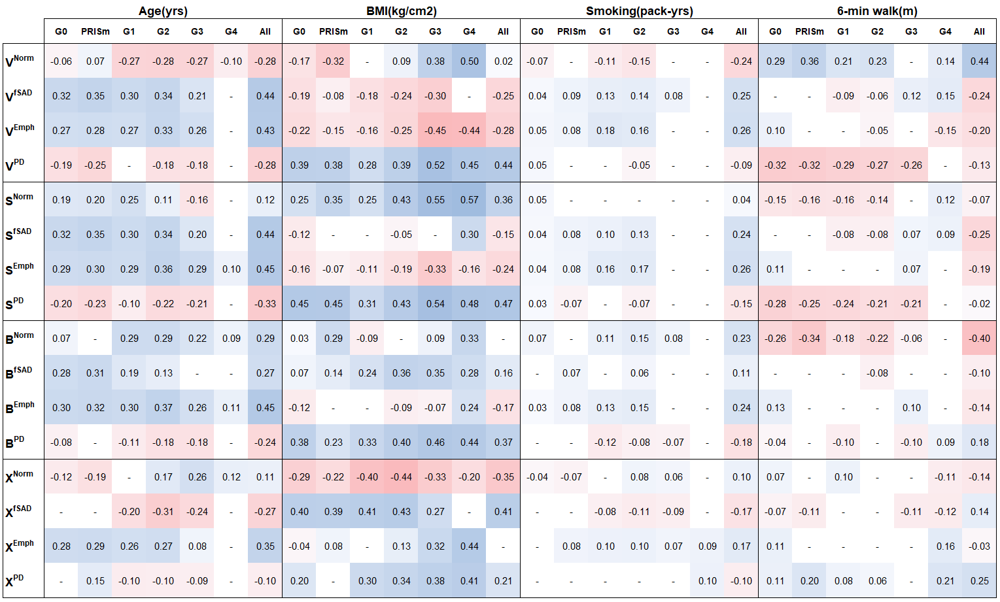 Age(yrs) BMI(kg/cm2) Smoking(pack-yrs) 6-min walk(m)
G0 PRISm G1 G2 G3 G4 All G0 PRISm G1 G2 G3 G4 All G0 PRISm G1 G2 G3 G4 All G0 PRISm G1 G2 G3 G4 All
V^Norm -0.06 0.07 -0.27 -0.28 -0.27 -0.10 -0.28 -0.17 -0.32 - 0.09 0.38 0.50 0.02 -0.07 - -0.11 -0.15 - - -0.24 0.29 0.36 0.21 0.23 - 0.14 0.44
V^fSAD 0.32 0.35 0.30 0.34 0.21 - 0.44 -0.19 -0.08 -0.18 -0.24 -0.30 - -0.25 0.04 0.09 0.13 0.14 0.08 - 0.25 - - -0.09 -0.06 0.12 0.15 -0.24
V^Emph 0.27 0.28 0.27 0.33 0.26 - 0.43 -0.22 -0.15 -0.16 -0.25 -0.45 -0.44 -0.28 0.05 0.08 0.18 0.16 - - 0.26 0.10 - - -0.05 - -0.15 -0.20
V^PD -0.19 -0.25 - -0.18 -0.18 - -0.28 0.39 0.38 0.28 0.39 0.52 0.45 0.44 0.05 - - -0.05 - - -0.09 -0.32 -0.32 -0.29 -0.27 -0.26 - -0.13
S^Norm 0.19 0.20 0.25 0.11 -0.16 - 0.12 0.25 0.35 0.25 0.43 0.55 0.57 0.36 0.05 - - - - - 0.04 -0.15 -0.16 -0.16 -0.14 - 0.12 -0.07
S^fSAD 0.32 0.35 0.30 0.34 0.20 - 0.44 -0.12 - - -0.05 - 0.30 -0.15 0.04 0.08 0.10 0.13 - - 0.24 - - -0.08 -0.08 0.07 0.09 -0.25
S^Emph 0.29 0.30 0.29 0.36 0.29 0.10 0.45 -0.16 -0.07 -0.11 -0.19 -0.33 -0.16 -0.24 0.04 0.08 0.16 0.17 - - 0.26 0.11 - - - 0.07 - -0.19
S^PD -0.20 -0.23 -0.10 -0.22 -0.21 - -0.33 0.45 0.45 0.31 0.43 0.54 0.48 0.47 0.03 -0.07 - -0.07 - - -0.15 -0.28 -0.25 -0.24 -0.21 -0.21 - -0.02
B^Norm 0.07 - 0.29 0.29 0.22 0.09 0.29 0.03 0.29 -0.09 - 0.09 0.33 - 0.07 - 0.11 0.15 0.08 - 0.23 -0.26 -0.34 -0.18 -0.22 -0.06 - -0.40
B^fSAD 0.28 0.31 0.19 0.13 - - 0.27 0.07 0.14 0.24 0.36 0.35 0.28 0.16 - 0.07 - 0.06 - - 0.11 - - - -0.08 - - -0.10
B^Emph 0.30 0.32 0.30 0.37 0.26 0.11 0.45 -0.12 - - -0.09 -0.07 0.24 -0.17 0.03 0.08 0.13 0.15 - - 0.24 0.13 - - - 0.10 - -0.14
B^PD -0.08 - -0.11 -0.18 -0.18 - -0.24 0.38 0.23 0.33 0.40 0.46 0.44 0.37 - - -0.12 -0.08 -0.07 - -0.18 -0.04 - -0.10 - -0.10 0.09 0.18
X^Norm -0.12 -0.19 - 0.17 0.26 0.12 0.11 -0.29 -0.22 -0.40 -0.44 -0.33 -0.20 -0.35 -0.04 -0.07 - 0.08 0.06 - 0.10 0.07 - 0.10 - - -0.11 -0.14
X^fSAD - - -0.20 -0.31 -0.24 - -0.27 0.40 0.39 0.41 0.43 0.27 - 0.41 - - -0.08 -0.11 -0.09 - -0.17 -0.07 -0.11 - - -0.11 -0.12 0.14
X^Emph 0.28 0.29 0.26 0.27 0.08 - 0.35 -0.04 0.08 - 0.13 0.32 0.44 - - 0.08 0.10 0.10 0.07 0.09 0.17 0.11 - - - - 0.16 -0.03
X^PD - 0.15 -0.10 -0.10 -0.09 - -0.10 0.20 - 0.30 0.34 0.38 0.41 0.21 - - - - - 0.10 -0.10 0.11 0.20 0.08 0.06 - 0.21 0.25